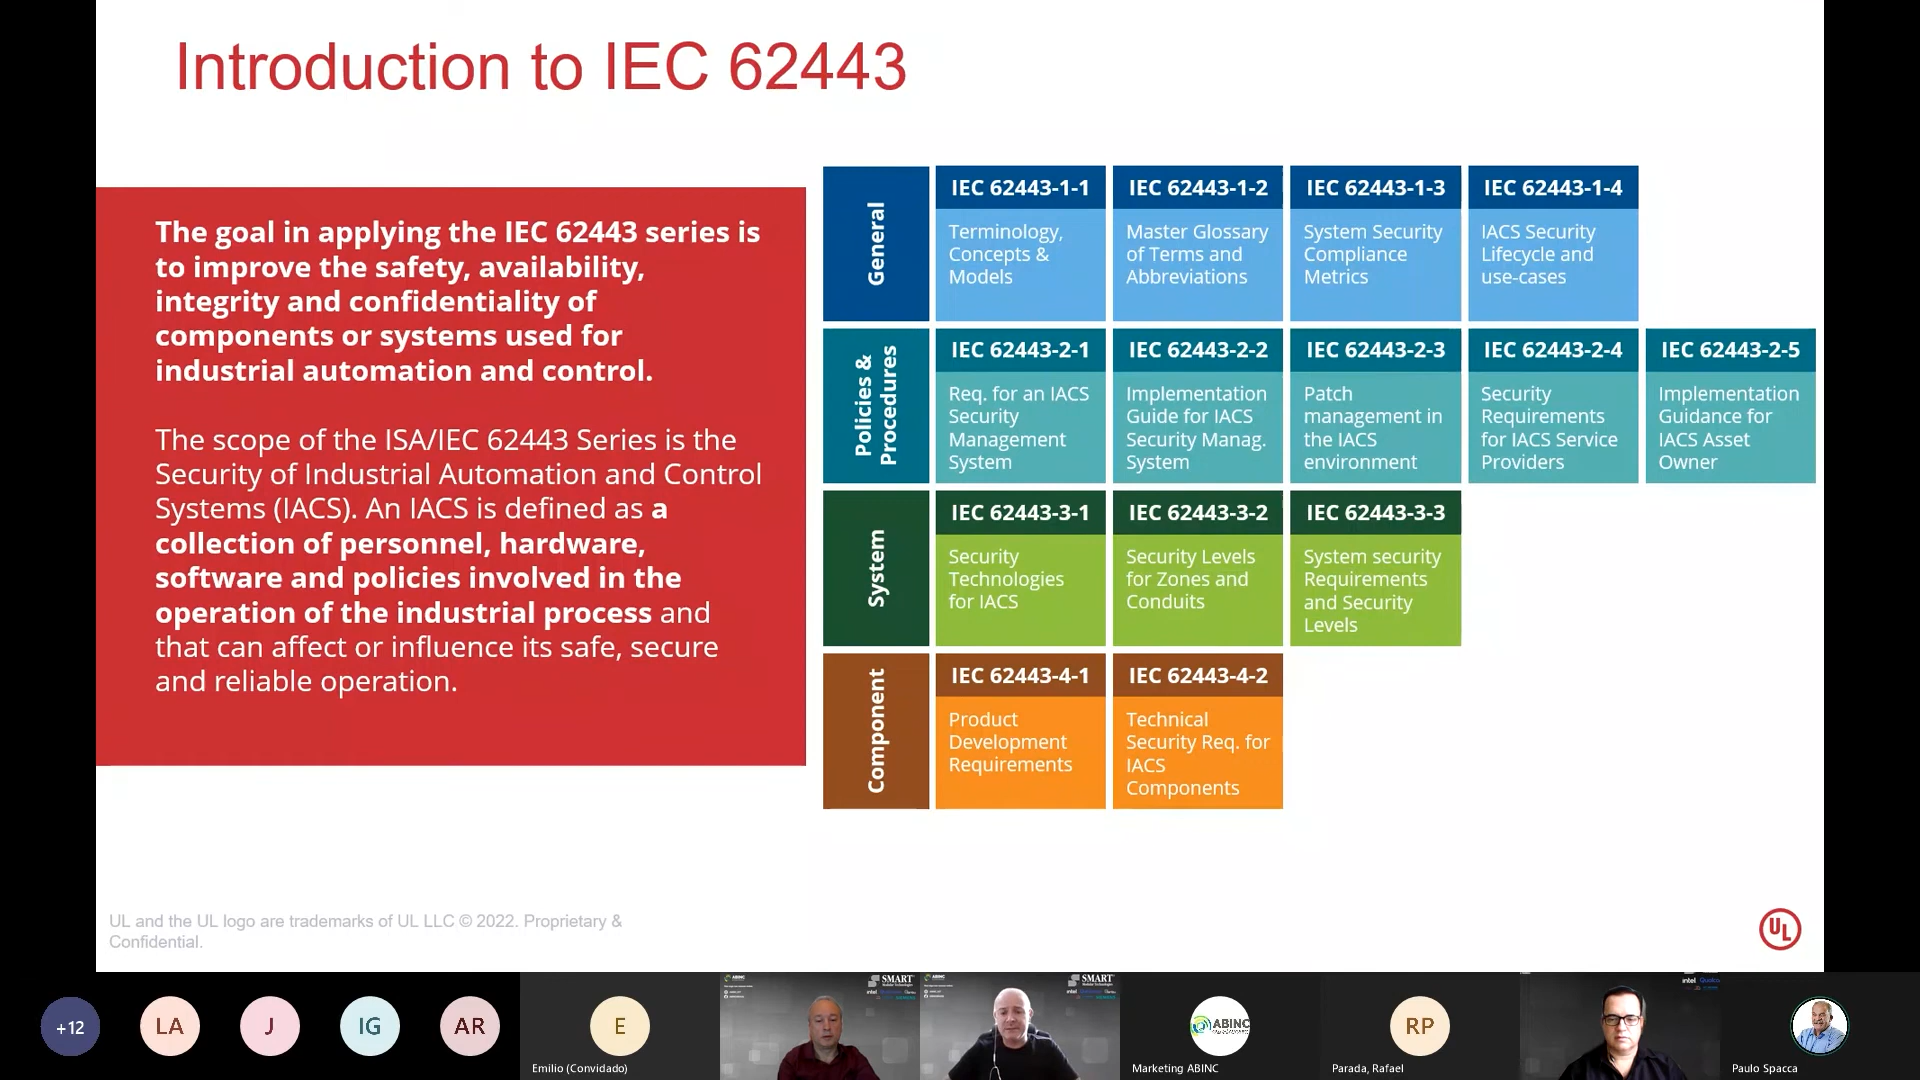 Introduction to IEC 62443
The goal in applying the IEC 62443 series is
to improve the safety, availability,
integrity and confidentiality of
components or systems used for
industrial automation and control.
The scope of the ISA/IEC 62443 Series is the
Security of Industrial Automation and Control
Systems (IACS). An IACS is defined as a
collection of personnel, hardware,
software and policies involved in the
operation of the industrial process and
that can affect or influence its safe, secure
and reliable operation.
General
IEC 62443-1-1
Terminology,
Concepts &
Models
IEC 62443-1-2
Master Glossary
of Terms and
Abbreviations
IEC 62443-1-3
System Security
Compliance
Metrics
IEC 62443-1-4
IACS Security
Lifecycle and
use-cases
Policies &
Procedures
IEC 62443-2-1
Req. for an IACS
Security
Management
System
IEC 62443-2-2
Implementation
Guide for IACS
Security Manag.
System
IEC 62443-2-3
Patch
management in
the IACS
environment
IEC 62443-2-4
Security
Requirements
for IACS Service
Providers
IEC 62443-2-5
Implementation
Guidance for
IACS Asset
Owner
System
IEC 62443-3-1
Security
Technologies
for IACS
IEC 62443-3-2
Security Levels
for Zones and
Conduits
IEC 62443-3-3
System security
Requirements
and Security
Levels
Component
IEC 62443-4-1
Product
Development
Requirements
IEC 62443-4-2
Technical
Security Req. for
IACS
Components
UL and the UL logo are trademarks of UL LLC © 2022. Proprietary &
Confidential.
UL
+12
LA
J
IG
AR
E
Emilio (Convidado)
ABINC
SMART
intel
ABINC
SMART
intel
ABINC
Marketing ABINC
RP
Parada, Rafael
intel
Paulo Spacca